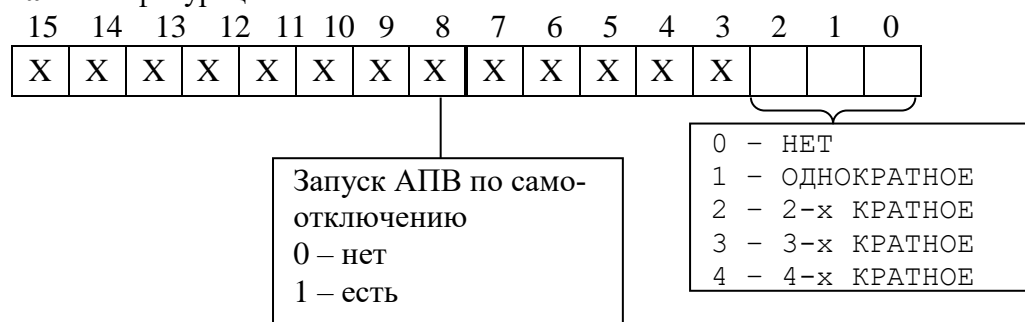 15 14 13 12 11 10 9 8 7 6 5 4 3 2 1 0
X X X X X X X X X X X X X
0 – НЕТ
1 – ОДНОКРАТНОЕ
2 – 2-х КРАТНОЕ
3 – 3-х КРАТНОЕ
4 – 4-х КРАТНОЕ
Запуск АПВ по само-
отключению
0 – нет
1 – есть